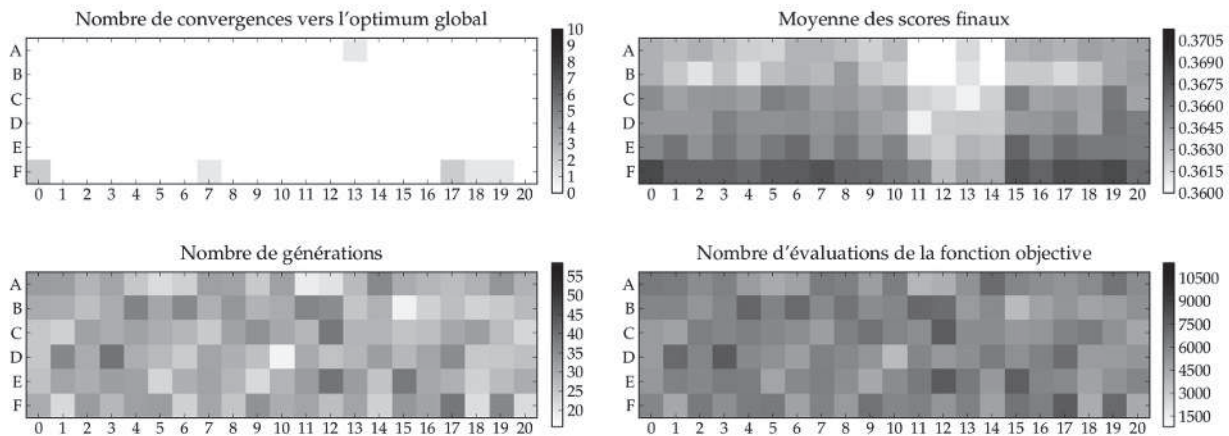 Nombre de convergences vers l'optimum global
A
B
C
D
E
F
0 1 2 3 4 5 6 7 8 9 10 11 12 13 14 15 16 17 18 19 20
10
9
8
7
6
5
4
3
2
1
0
Moyenne des scores finaux
A
B
C
D
E
F
0 1 2 3 4 5 6 7 8 9 10 11 12 13 14 15 16 17 18 19 20
0.3705
0.3690
0.3675
0.3660
0.3645
0.3630
0.3615
0.3600
Nombre de générations
A
B
C
D
E
F
0 1 2 3 4 5 6 7 8 9 10 11 12 13 14 15 16 17 18 19 20
55
50
45
40
35
30
25
20
Nombre d'évaluations de la fonction objective
A
B
C
D
E
F
0 1 2 3 4 5 6 7 8 9 10 11 12 13 14 15 16 17 18 19 20
10500
9000
7500
6000
4500
3000
1500